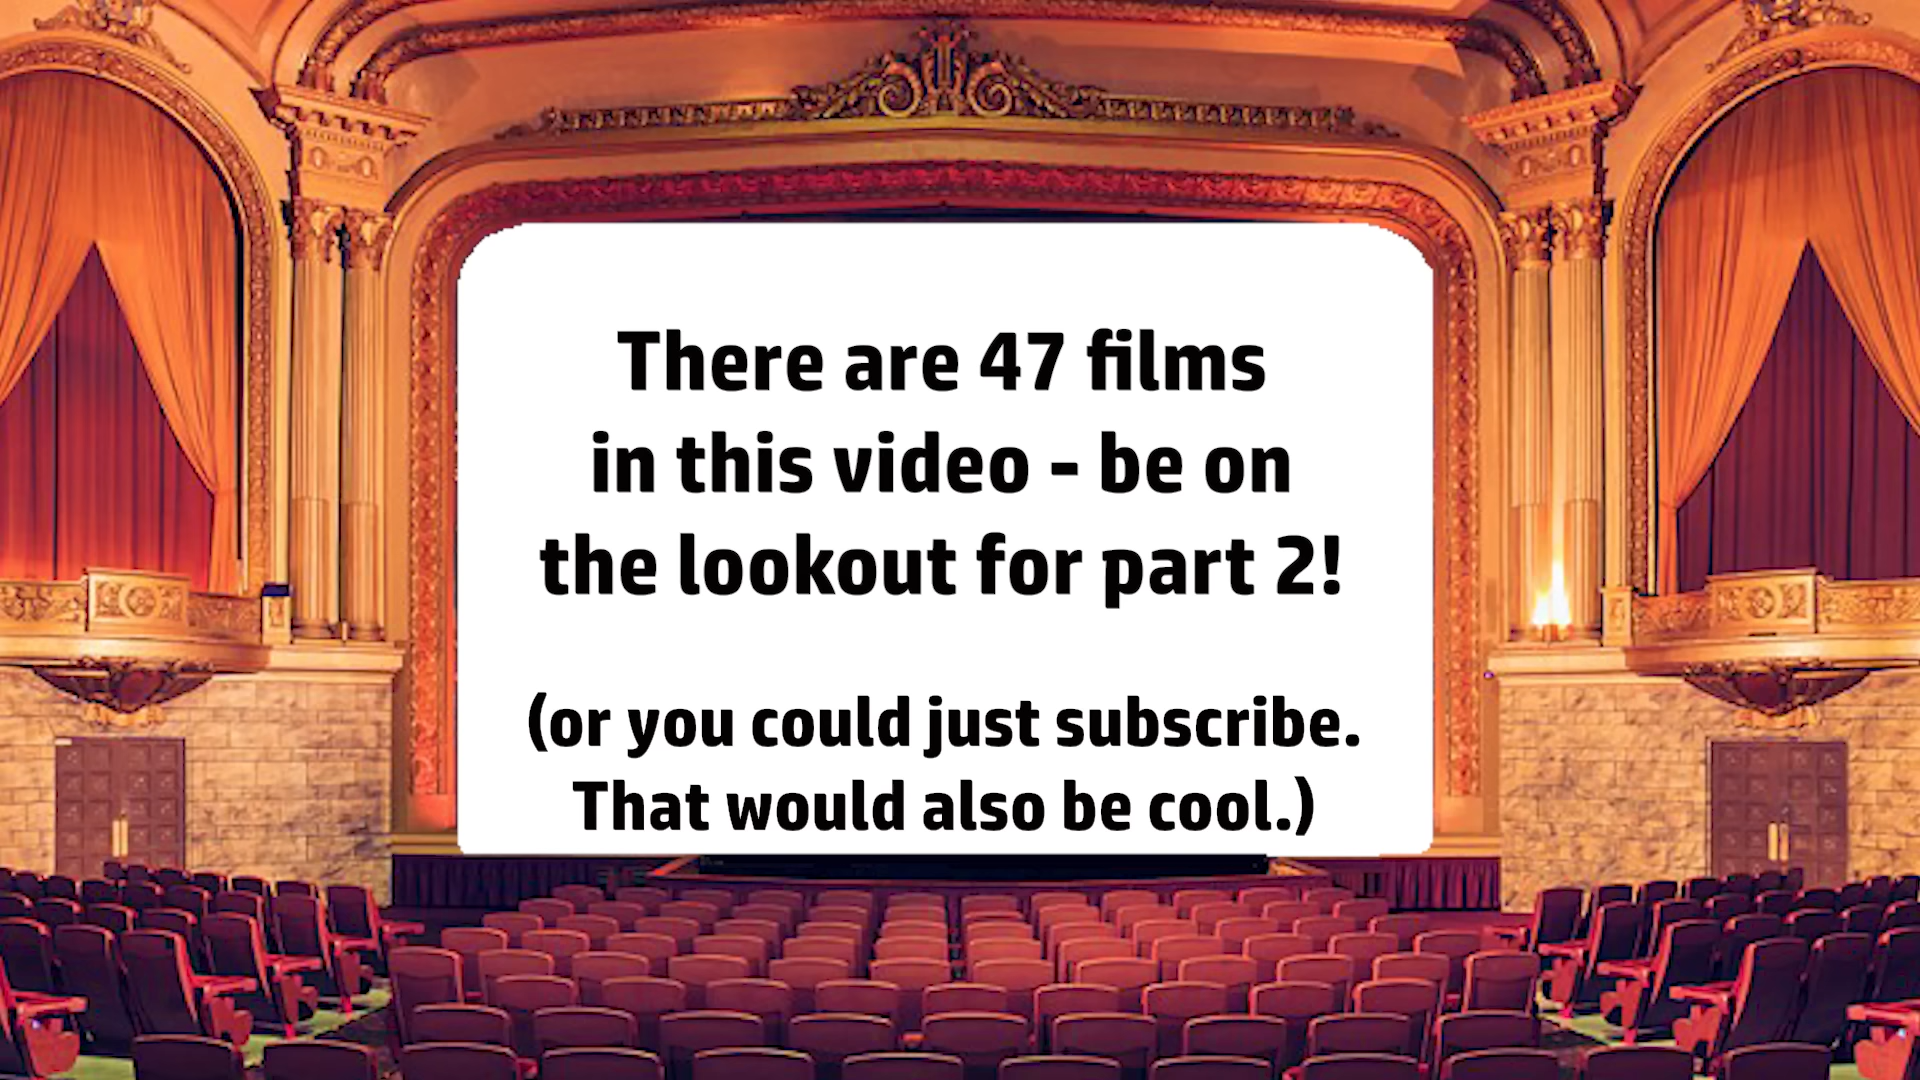 There are 47 films
in this video - be on
the lookout for part 2!
(or you could just subscribe.
That would also be cool.)